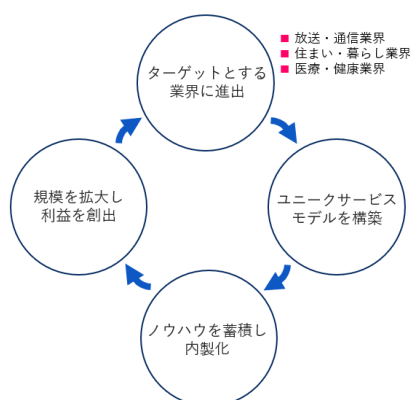 ターゲットとする
業界に進出
■ 放送・通信業界
■ 住まい・暮らし業界
■ 医療・健康業界
ユニークサービス
モデルを構築
ノウハウを蓄積し
内製化
規模を拡大し
利益を創出